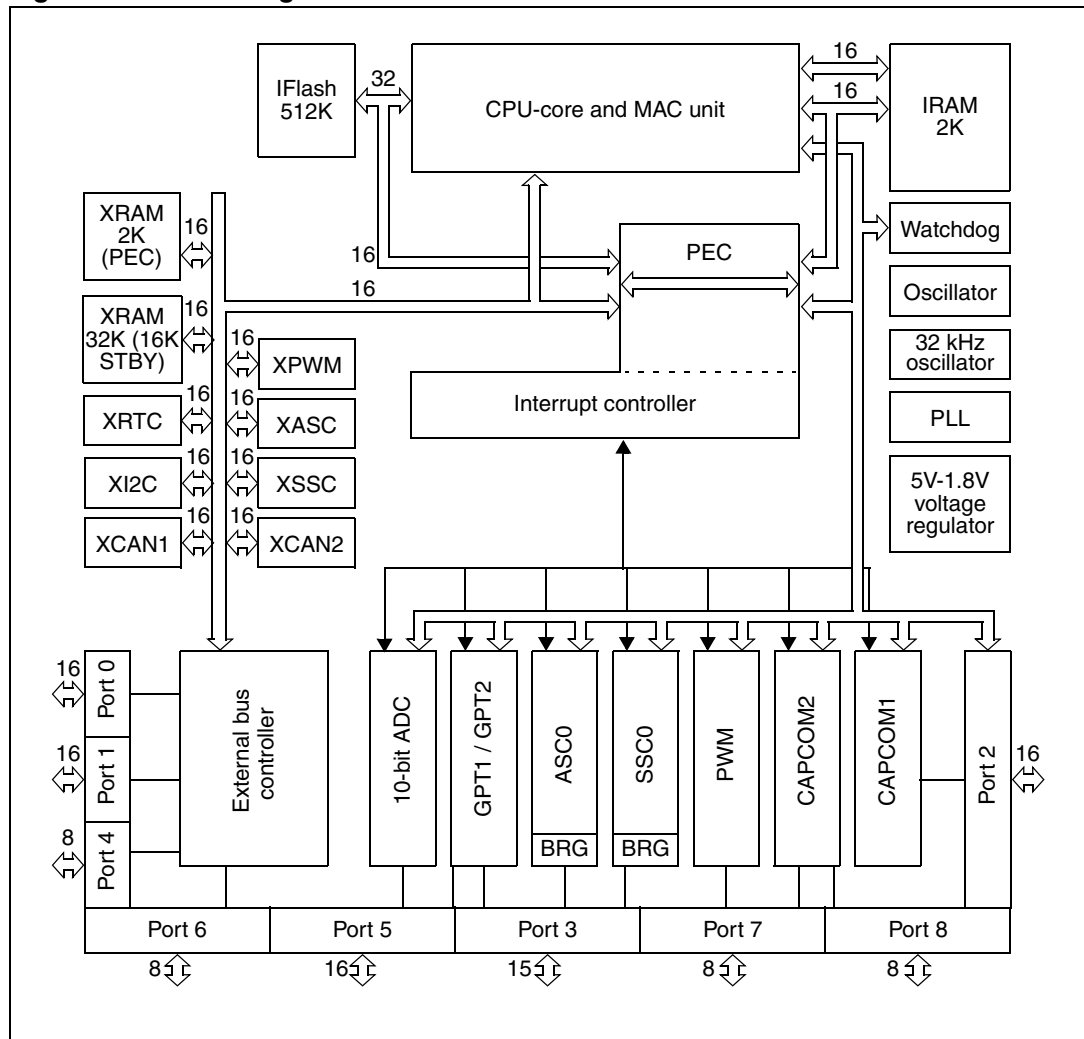 16
32
IFlash
512K
CPU-core and MAC unit
16
IRAM
2K
XRAM
2K
(PEC)
16
16
PEC
Watchdog
16
Oscillator
XRAM
32K (16K
STBY)
16
16
XPWM
32 kHz
oscillator
XRTC
16
16
XASC
Interrupt controller
PLL
XI2C
16
16
XSSC
5V-1.8V
voltage
regulator
XCAN1
16
16
XCAN2
16
Port 0
16
Port 1
8
Port 4
External bus
controller
10-bit ADC
GPT1 / GPT2
ASC0
BRG
SSC0
BRG
PWM
CAPCOM2
CAPCOM1
Port 2
16
Port 6
Port 5
Port 3
Port 7
Port 8
8
16
15
8
8